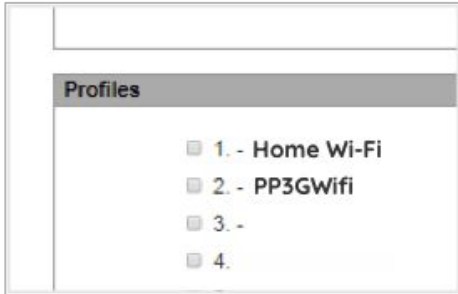 Profiles
1. - Home Wi-Fi
2. - PP3GWifi
3. -
4.